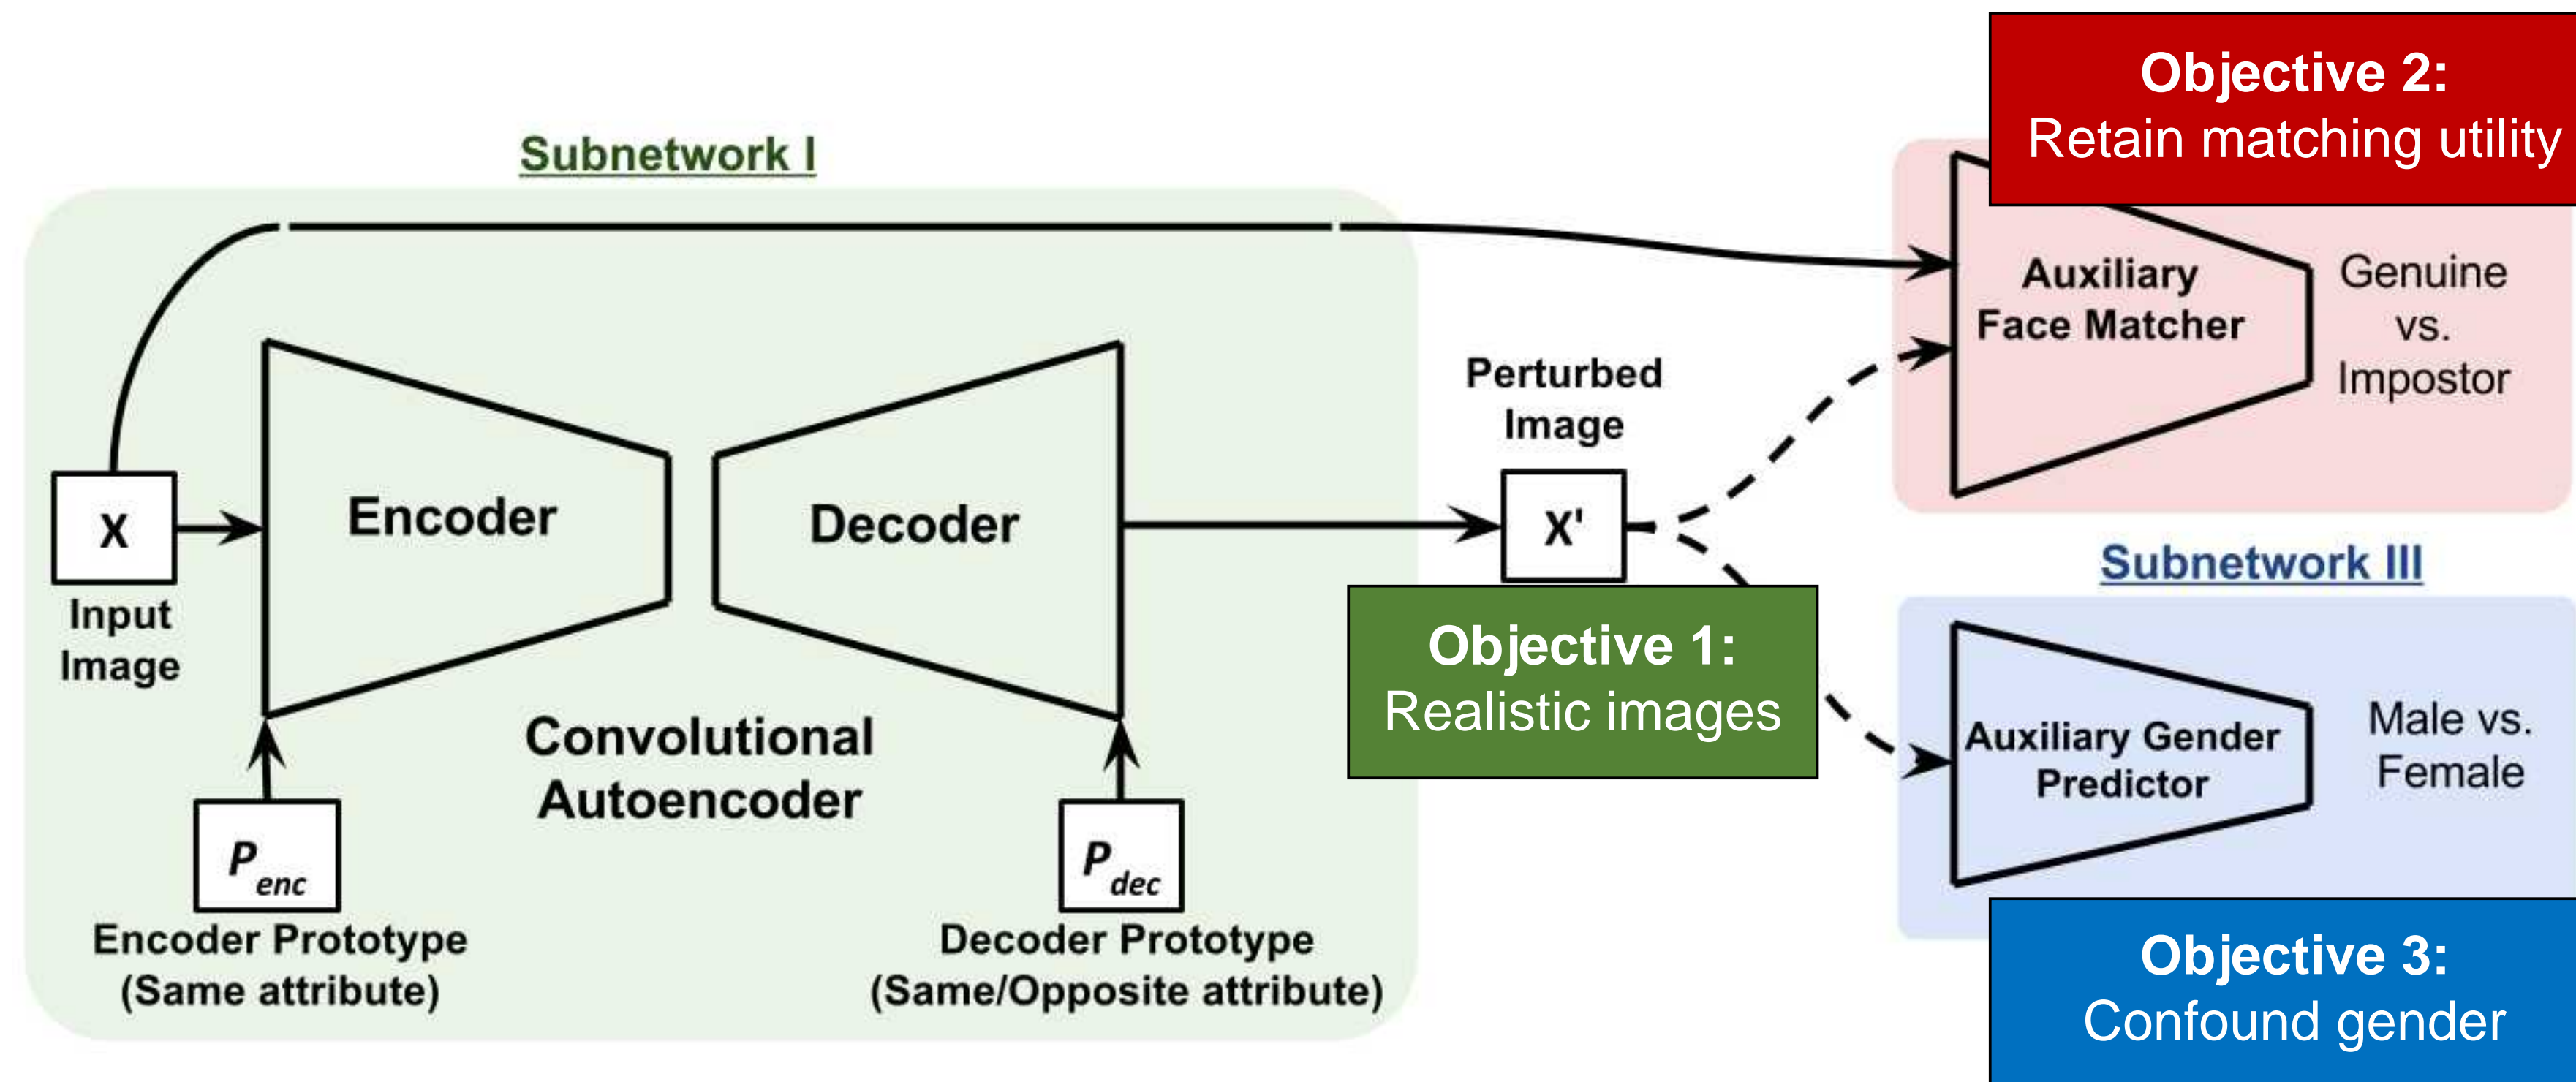 Objective 2:
Retain matching utility
Subnetwork I
Auxiliary
Face Matcher
Genuine
vs.
Impostor
Perturbed
Image
X
Encoder
Decoder
X'
Input
Image
Subnetwork III
Objective 1:
Realistic images
Convolutional
Autoencoder
Auxiliary Gender
Predictor
Male vs.
Female
Penc
Pdec
Encoder Prototype
(Same attribute)
Decoder Prototype
(Same/Opposite attribute)
Objective 3:
Confound gender